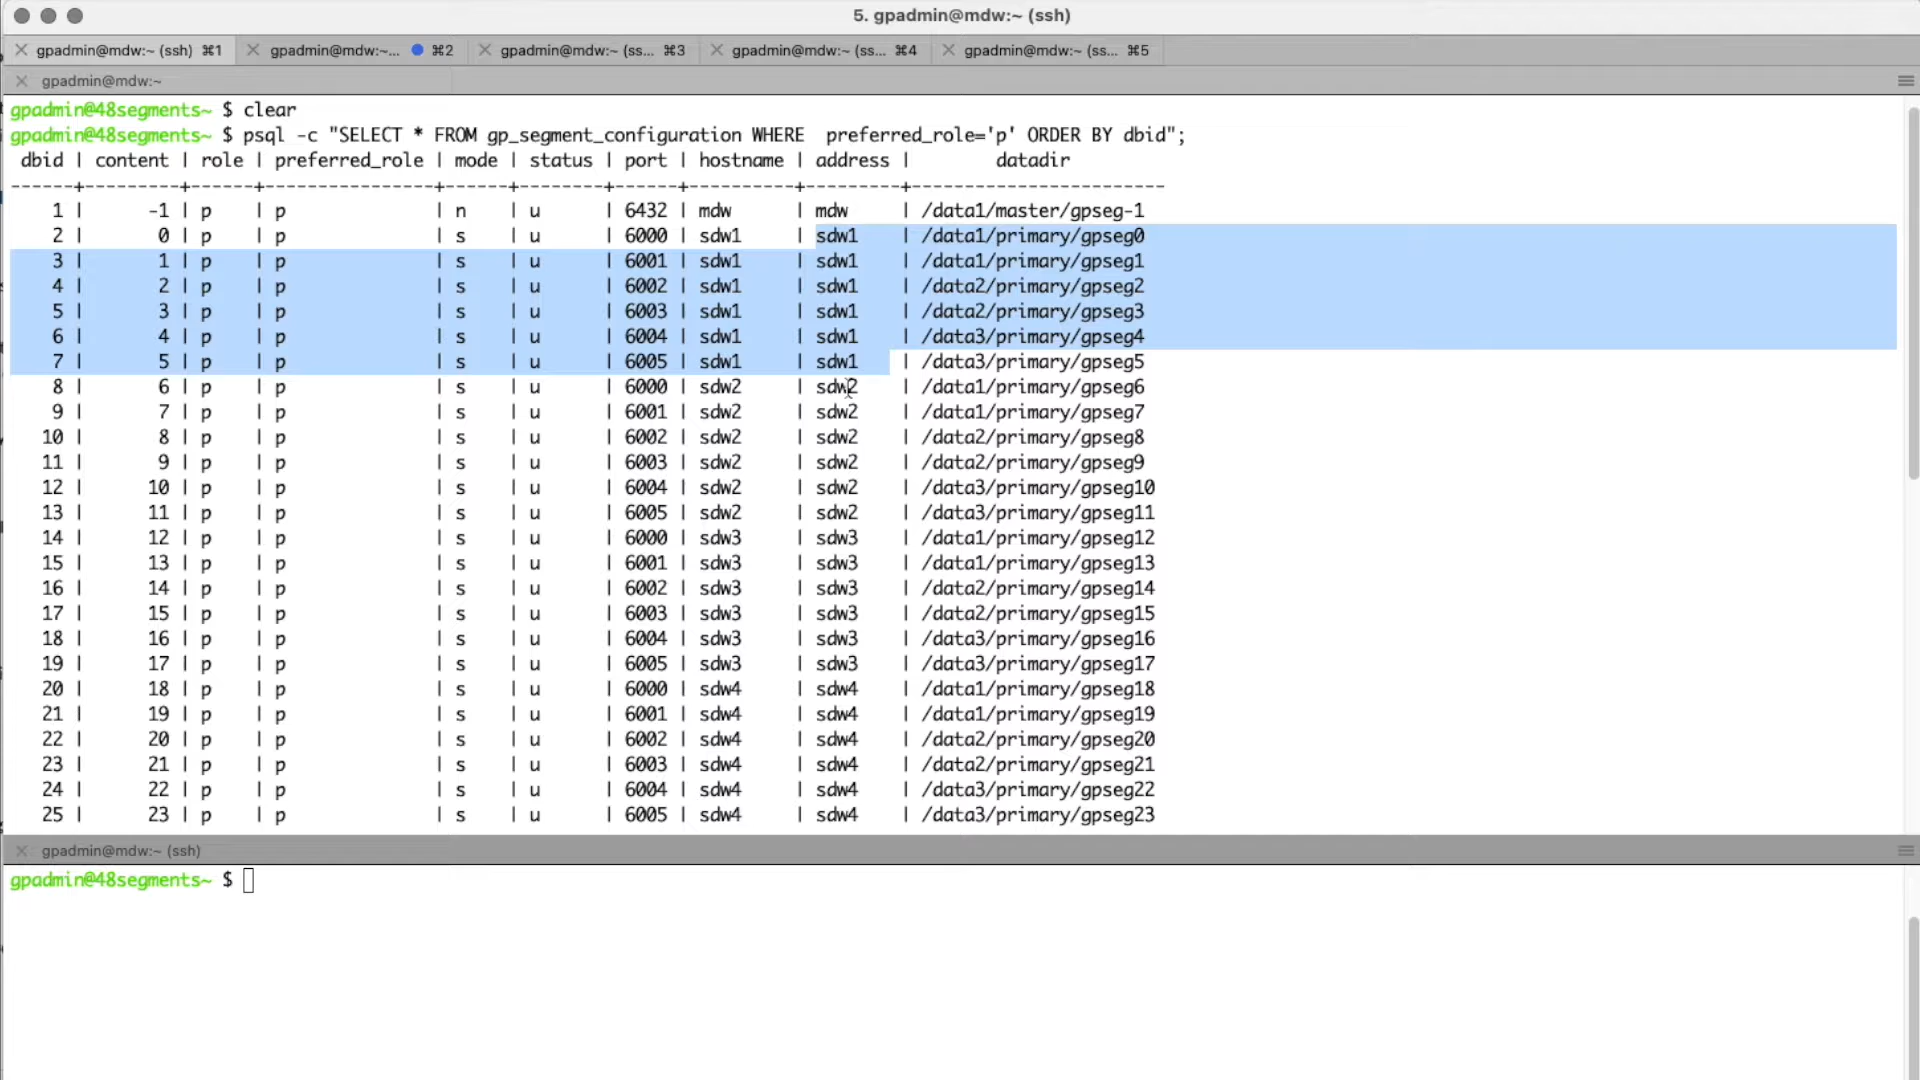 5. gpadmin@mdw:~ (ssh)
gpadmin@mdw:~ (ssh) ⌘1 gpadmin@mdw:~... ⌘2 gpadmin@mdw:~ (ss... ⌘3 gpadmin@mdw:~ (ss... ⌘4 gpadmin@mdw:~ (ss... ⌘5
gpadmin@mdw:~
gpadmin@48segments~ $ clear
gpadmin@48segments~ $ psql -c "SELECT * FROM gp_segment_configuration WHERE  preferred_role='p' ORDER BY dbid";
 dbid | content | role | preferred_role | mode | status | port | hostname | address |        datadir
------+---------+------+----------------+------+--------+------+----------+---------+------------------------
    1 |      -1 | p    | p              | n    | u      | 6432 | mdw      | mdw     | /data1/master/gpseg-1
    2 |       0 | p    | p              | s    | u      | 6000 | sdw1     | sdw1    | /data1/primary/gpseg0
    3 |       1 | p    | p              | s    | u      | 6001 | sdw1     | sdw1    | /data1/primary/gpseg1
    4 |       2 | p    | p              | s    | u      | 6002 | sdw1     | sdw1    | /data2/primary/gpseg2
    5 |       3 | p    | p              | s    | u      | 6003 | sdw1     | sdw1    | /data2/primary/gpseg3
    6 |       4 | p    | p              | s    | u      | 6004 | sdw1     | sdw1    | /data3/primary/gpseg4
    7 |       5 | p    | p              | s    | u      | 6005 | sdw1     | sdw1    | /data3/primary/gpseg5
    8 |       6 | p    | p              | s    | u      | 6000 | sdw2     | sdw2    | /data1/primary/gpseg6
    9 |       7 | p    | p              | s    | u      | 6001 | sdw2     | sdw2    | /data1/primary/gpseg7
   10 |       8 | p    | p              | s    | u      | 6002 | sdw2     | sdw2    | /data2/primary/gpseg8
   11 |       9 | p    | p              | s    | u      | 6003 | sdw2     | sdw2    | /data2/primary/gpseg9
   12 |      10 | p    | p              | s    | u      | 6004 | sdw2     | sdw2    | /data3/primary/gpseg10
   13 |      11 | p    | p              | s    | u      | 6005 | sdw2     | sdw2    | /data3/primary/gpseg11
   14 |      12 | p    | p              | s    | u      | 6000 | sdw3     | sdw3    | /data1/primary/gpseg12
   15 |      13 | p    | p              | s    | u      | 6001 | sdw3     | sdw3    | /data1/primary/gpseg13
   16 |      14 | p    | p              | s    | u      | 6002 | sdw3     | sdw3    | /data2/primary/gpseg14
   17 |      15 | p    | p              | s    | u      | 6003 | sdw3     | sdw3    | /data2/primary/gpseg15
   18 |      16 | p    | p              | s    | u      | 6004 | sdw3     | sdw3    | /data3/primary/gpseg16
   19 |      17 | p    | p              | s    | u      | 6005 | sdw3     | sdw3    | /data3/primary/gpseg17
   20 |      18 | p    | p              | s    | u      | 6000 | sdw4     | sdw4    | /data1/primary/gpseg18
   21 |      19 | p    | p              | s    | u      | 6001 | sdw4     | sdw4    | /data1/primary/gpseg19
   22 |      20 | p    | p              | s    | u      | 6002 | sdw4     | sdw4    | /data2/primary/gpseg20
   23 |      21 | p    | p              | s    | u      | 6003 | sdw4     | sdw4    | /data2/primary/gpseg21
   24 |      22 | p    | p              | s    | u      | 6004 | sdw4     | sdw4    | /data3/primary/gpseg22
   25 |      23 | p    | p              | s    | u      | 6005 | sdw4     | sdw4    | /data3/primary/gpseg23
gpadmin@mdw:~ (ssh)
gpadmin@48segments~ $